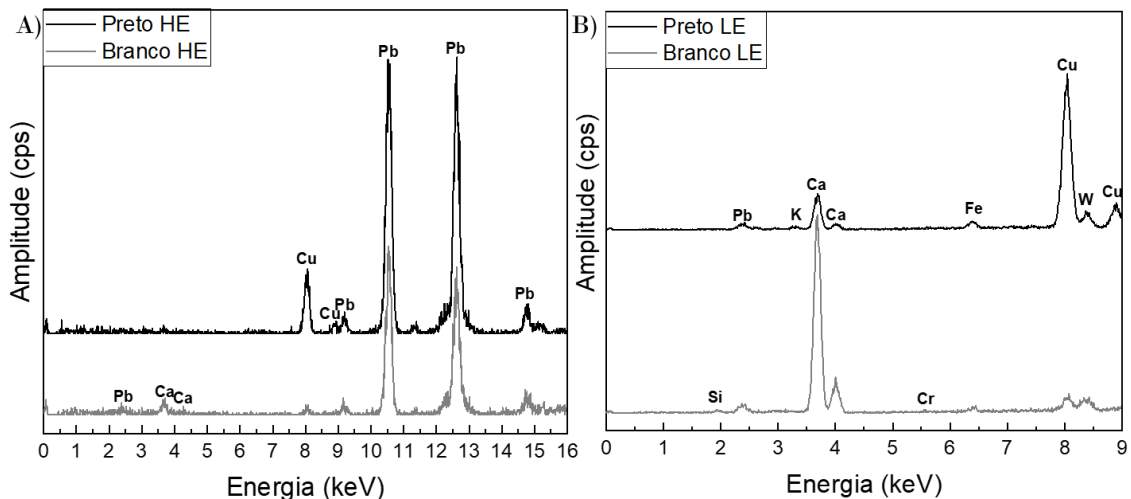 A)
Preto HE
Branco HE
Pb
Pb
Cu
Cu
Pb
Pb
Pb
Ca
Ca
Amplitude (cps)
0 1 2 3 4 5 6 7 8 9 10 11 12 13 14 15 16
Energia (keV)
B)
Preto LE
Branco LE
Cu
Ca
Pb
K
Ca
Fe
W
Cu
Si
Cr
Amplitude (cps)
0 1 2 3 4 5 6 7 8 9
Energia (keV)